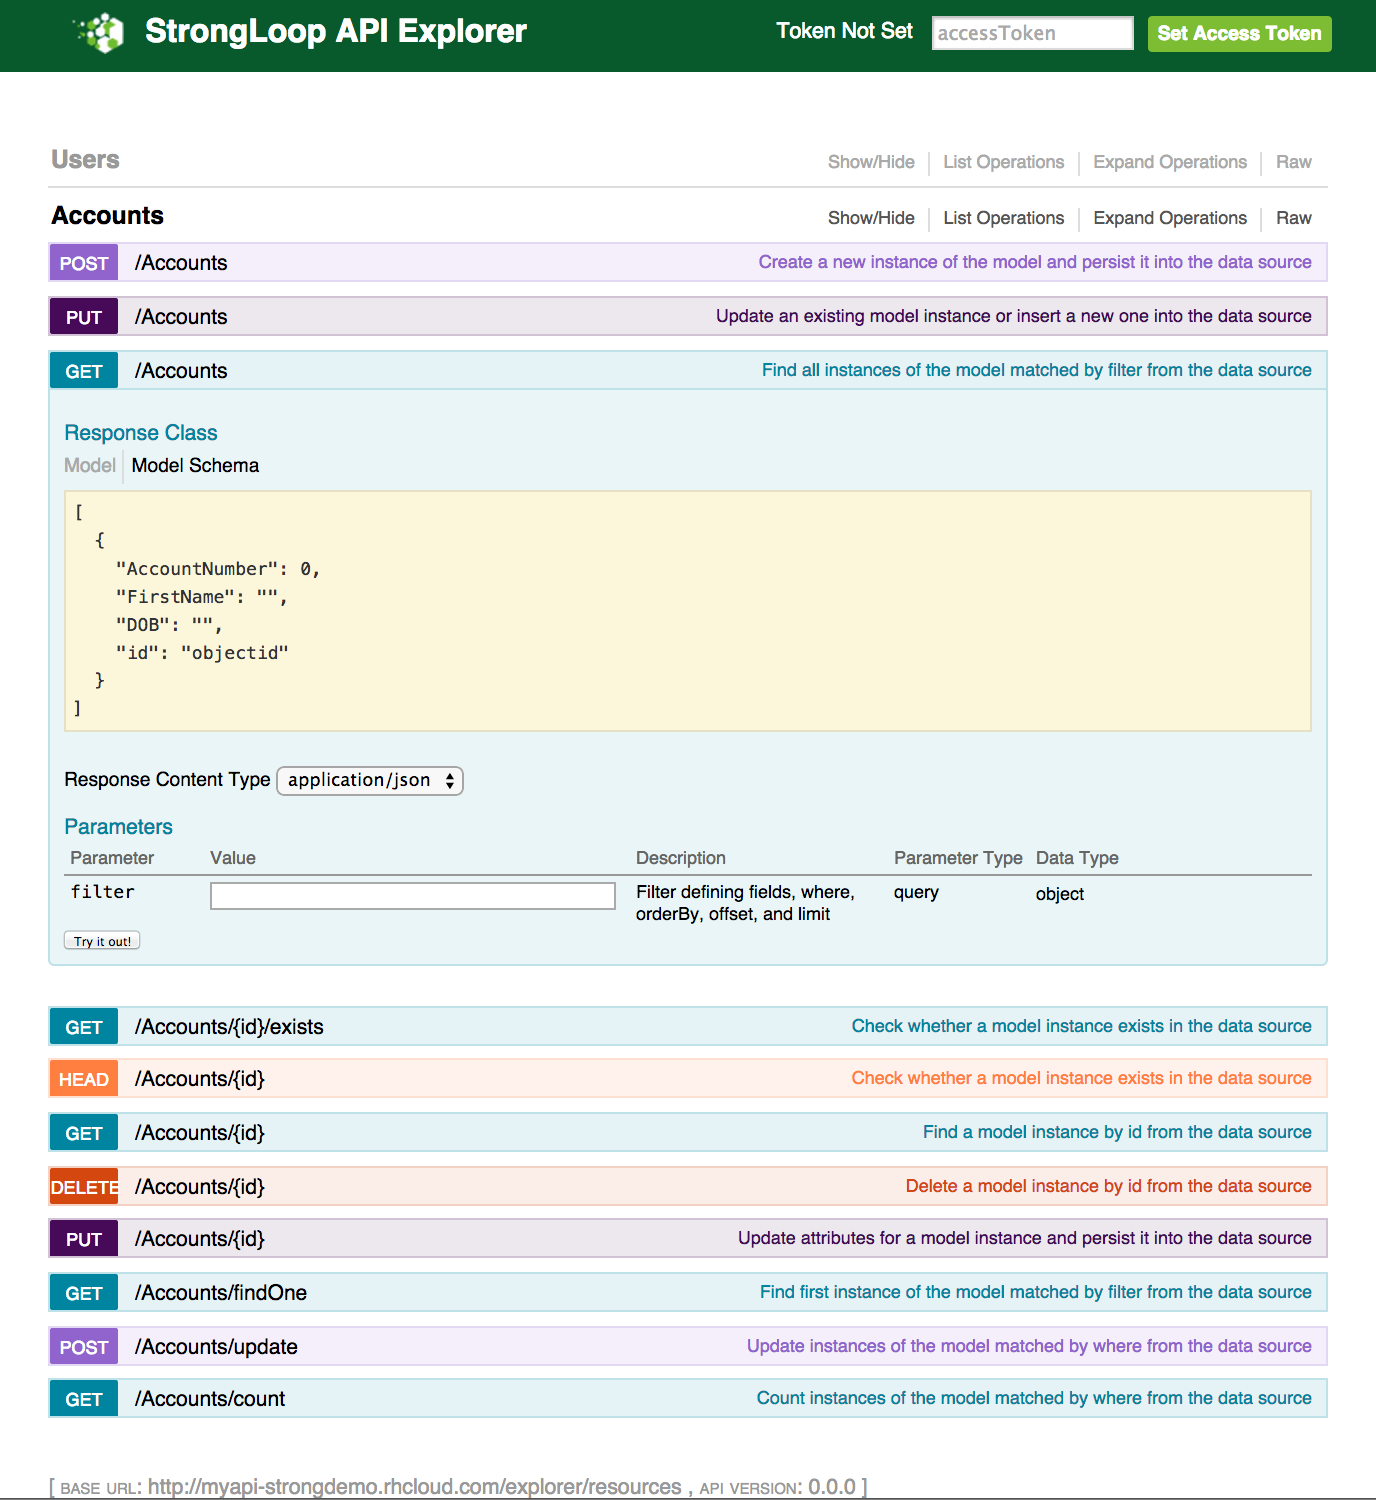 StrongLoop API Explorer
Token Not Set accessToken Set Access Token
Users Show/Hide List Operations Expand Operations Raw
Accounts Show/Hide List Operations Expand Operations Raw
POST /Accounts Create a new instance of the model and persist it into the data source
PUT /Accounts Update an existing model instance or insert a new one into the data source
GET /Accounts Find all instances of the model matched by filter from the data source
Response Class
Model Model Schema
[
{
"AccountNumber": 0,
"FirstName": "",
"DOB": "",
"id": "objectid"
}
]
Response Content Type application/json
Parameters
Parameter Value Description Parameter Type Data Type
filter Filter defining fields, where, query object
orderBy, offset, and limit
Try it out!
GET /Accounts/{id}/exists Check whether a model instance exists in the data source
HEAD /Accounts/{id} Check whether a model instance exists in the data source
GET /Accounts/{id} Find a model instance by id from the data source
DELETE /Accounts/{id} Delete a model instance by id from the data source
PUT /Accounts/{id} Update attributes for a model instance and persist it into the data source
GET /Accounts/findOne Find first instance of the model matched by filter from the data source
POST /Accounts/update Update instances of the model matched by where from the data source
GET /Accounts/count Count instances of the model matched by where from the data source
[ BASE URL: http://myapi-strongdemo.rhcloud.com/explorer/resources , API VERSION: 0.0.0 ]